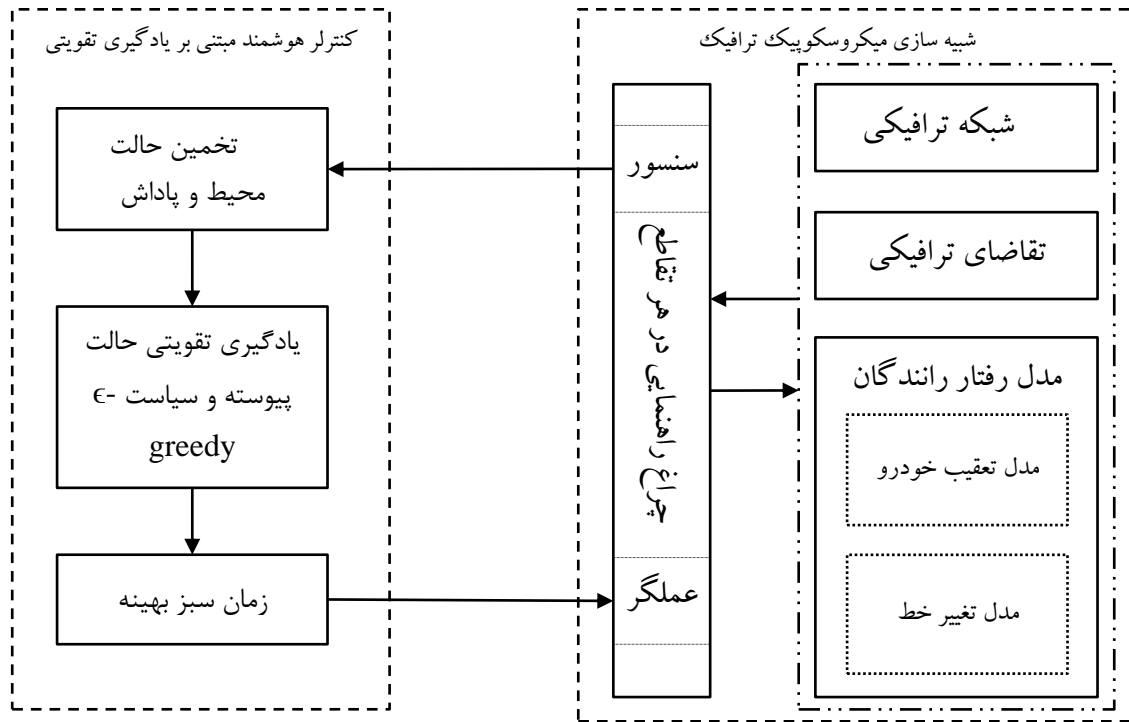 شبیه سازی میکروسکوپیک ترافیک
شبکه ترافیکی
تقاضای ترافیکی
مدل رفتار رانندگان
مدل تعقیب خودرو
مدل تغییر خط
سنسور
چراغ راهنمایی در هر تقاطع
عملگر
کنترلر هوشمند مبتنی بر یادگیری تقویتی
تخمین حالت
محیط و پاداش
یادگیری تقویتی حالت
پیوسته و سیاست ϵ-
greedy
زمان سبز بهینه